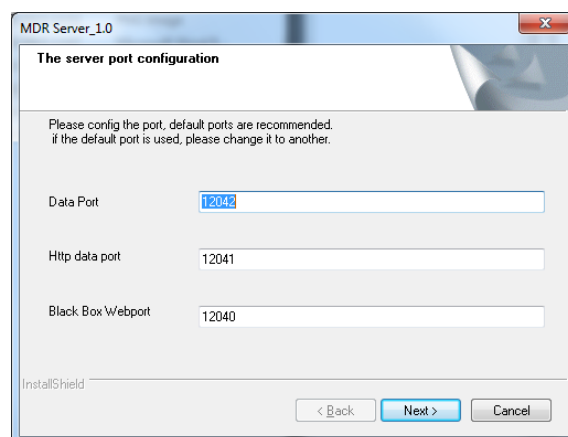 MDR Server_1.0
The server port configuration
Please config the port, default ports are recommended.
if the default port is used, please change it to another.
Data Port 12042
Http data port 12041
Black Box Webport 12040
InstallShield
< Back Next > Cancel